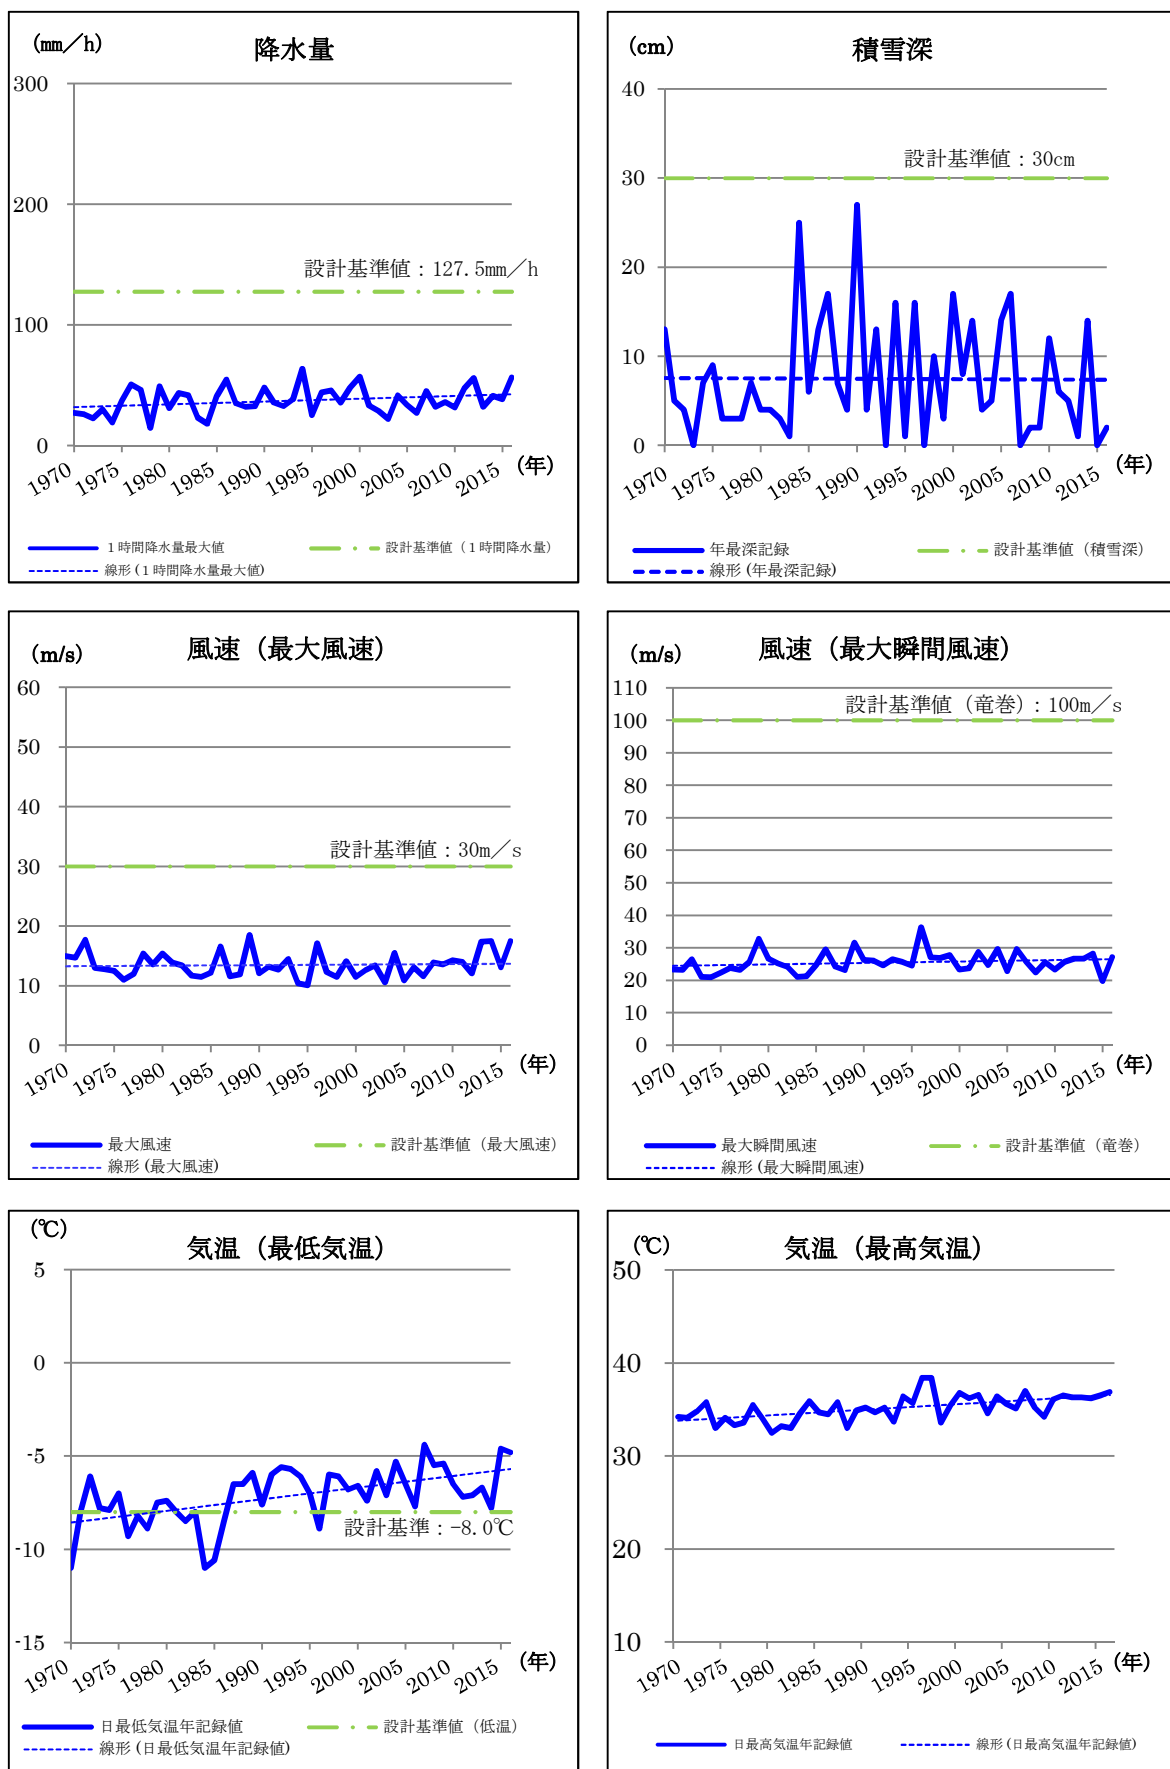 (㎜／h)
降水量
300
200
設計基準値：127.5mm／h
100
0
1970 1975 1980 1985 1990 1995 2000 2005 2010 2015 (年)
１時間降水量最大値 設計基準値（１時間降水量）
線形 (１時間降水量最大値)
(cm)
積雪深
40
設計基準値：30cm
30
20
10
0
1970 1975 1980 1985 1990 1995 2000 2005 2010 2015 (年)
年最深記録 設計基準値（積雪深）
線形 (年最深記録)
(m/s)
風速（最大風速）
60
50
40
設計基準値：30m／s
30
20
10
0
1970 1975 1980 1985 1990 1995 2000 2005 2010 2015 (年)
最大風速 設計基準値（最大風速）
線形 (最大風速)
(m/s)
風速（最大瞬間風速）
110
設計基準値（竜巻）：100m／s
100
90
80
70
60
50
40
30
20
10
0
1970 1975 1980 1985 1990 1995 2000 2005 2010 2015 (年)
最大瞬間風速 設計基準値（竜巻）
線形 (最大瞬間風速)
(℃)
気温（最低気温）
5
0
-5
設計基準：-8.0℃
-10
-15
1970 1975 1980 1985 1990 1995 2000 2005 2010 2015 (年)
日最低気温年記録値 設計基準値（低温）
線形 (日最低気温年記録値)
(℃)
気温（最高気温）
50
40
30
20
10
1970 1975 1980 1985 1990 1995 2000 2005 2010 2015 (年)
日最高気温年記録値 線形 (日最高気温年記録値)